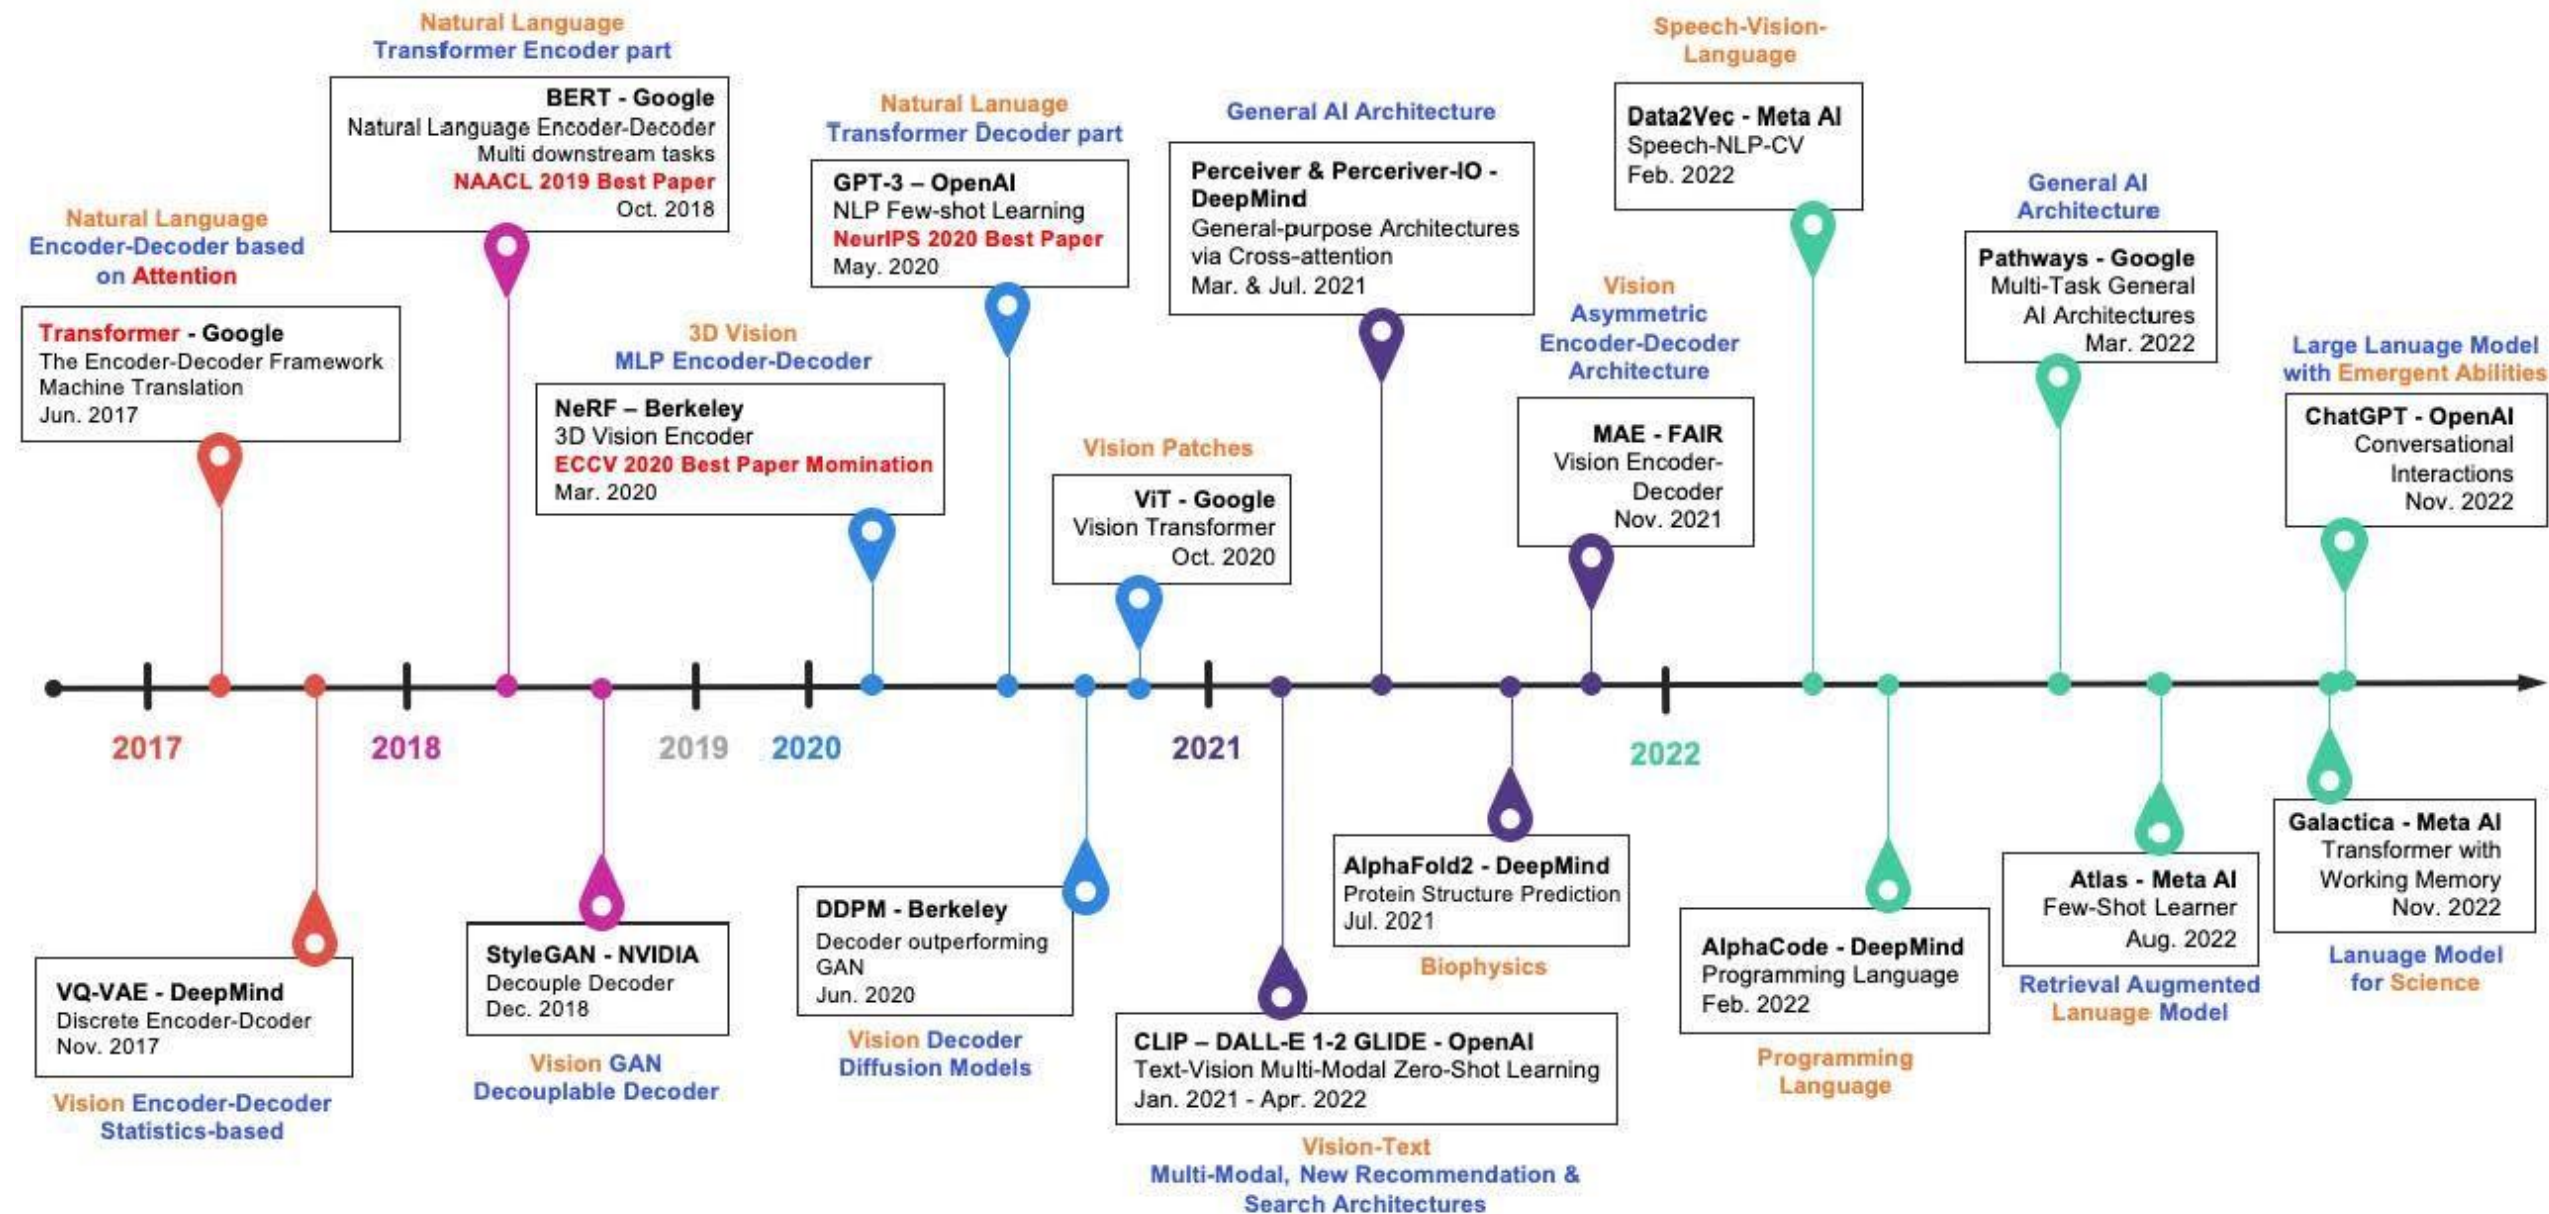 Natural Language
Encoder-Decoder based
on Attention
Transformer - Google
The Encoder-Decoder Framework
Machine Translation
Jun. 2017
Natural Language
Transformer Encoder part
BERT - Google
Natural Language Encoder-Decoder
Multi downstream tasks
NAACL 2019 Best Paper
Oct. 2018
3D Vision
MLP Encoder-Decoder
NeRF – Berkeley
3D Vision Encoder
ECCV 2020 Best Paper Momination
Mar. 2020
Natural Lanuage
Transformer Decoder part
GPT-3 – OpenAI
NLP Few-shot Learning
NeurIPS 2020 Best Paper
May. 2020
Vision Patches
ViT - Google
Vision Transformer
Oct. 2020
General AI Architecture
Perceiver & Perceriver-IO -
DeepMind
General-purpose Architectures
via Cross-attention
Mar. & Jul. 2021
Vision
Asymmetric
Encoder-Decoder
Architecture
MAE - FAIR
Vision Encoder-
Decoder
Nov. 2021
Speech-Vision-
Language
Data2Vec - Meta AI
Speech-NLP-CV
Feb. 2022
General AI
Architecture
Pathways - Google
Multi-Task General
AI Architectures
Mar. 2022
Large Lanuage Model
with Emergent Abilities
ChatGPT - OpenAI
Conversational
Interactions
Nov. 2022
2017
2018
2019
2020
2021
2022
VQ-VAE - DeepMind
Discrete Encoder-Dcoder
Nov. 2017
Vision Encoder-Decoder
Statistics-based
StyleGAN - NVIDIA
Decouple Decoder
Dec. 2018
Vision GAN
Decouplable Decoder
DDPM - Berkeley
Decoder outperforming
GAN
Jun. 2020
Vision Decoder
Diffusion Models
CLIP – DALL-E 1-2 GLIDE - OpenAI
Text-Vision Multi-Modal Zero-Shot Learning
Jan. 2021 - Apr. 2022
Vision-Text
Multi-Modal, New Recommendation &
Search Architectures
AlphaFold2 - DeepMind
Protein Structure Prediction
Jul. 2021
Biophysics
AlphaCode - DeepMind
Programming Language
Feb. 2022
Programming
Language
Atlas - Meta AI
Few-Shot Learner
Aug. 2022
Retrieval Augmented
Lanuage Model
Galactica - Meta AI
Transformer with
Working Memory
Nov. 2022
Lanuage Model
for Science